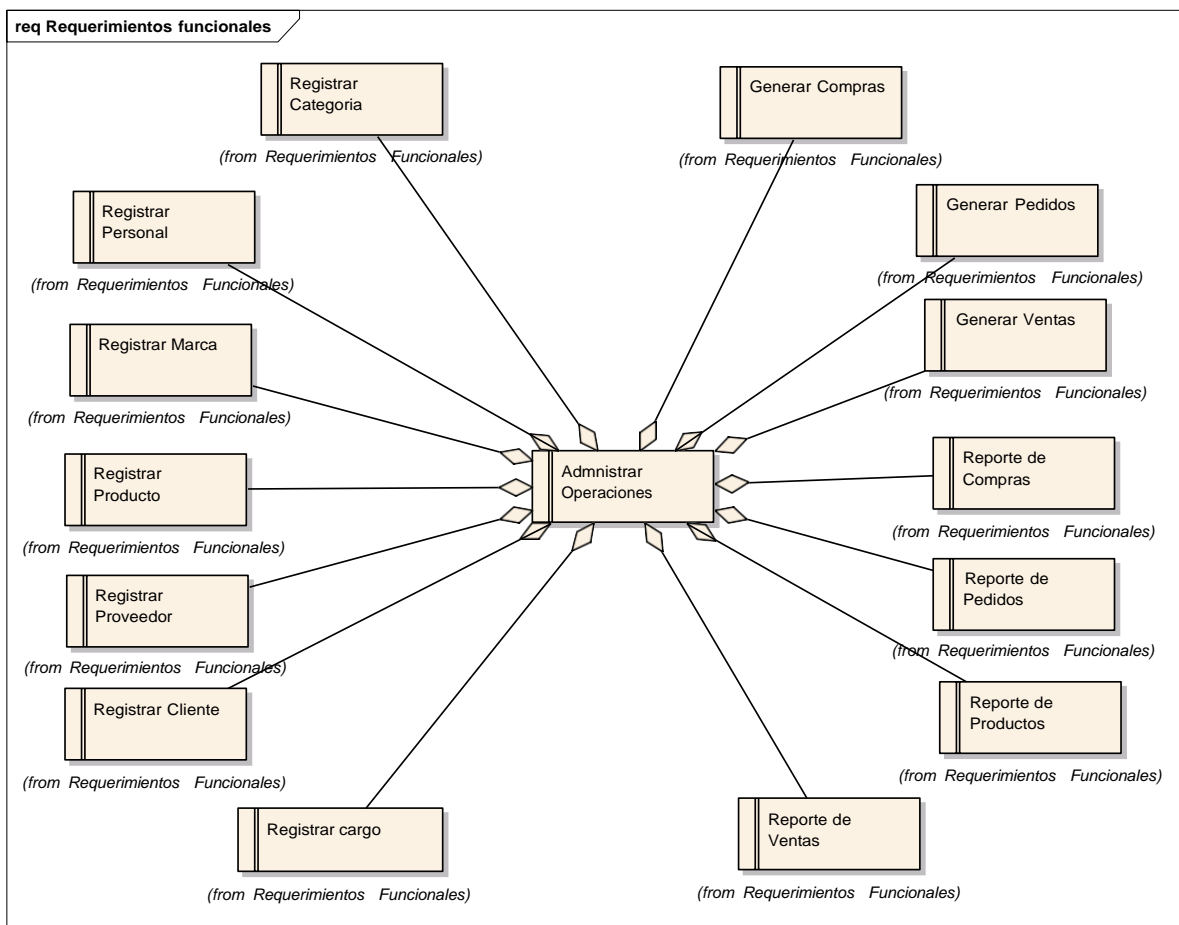 req Requerimientos funcionales
Registrar
Categoria
(from Requerimientos Funcionales)
Generar Compras
(from Requerimientos Funcionales)
Registrar
Personal
(from Requerimientos Funcionales)
Generar Pedidos
(from Requerimientos Funcionales)
Registrar Marca
(from Requerimientos Funcionales)
Generar Ventas
(from Requerimientos Funcionales)
Admnistrar
Operaciones
Registrar
Producto
(from Requerimientos Funcionales)
Reporte de
Compras
(from Requerimientos Funcionales)
Registrar
Proveedor
(from Requerimientos Funcionales)
Reporte de
Pedidos
(from Requerimientos Funcionales)
Registrar Cliente
(from Requerimientos Funcionales)
Reporte de
Productos
(from Requerimientos Funcionales)
Registrar cargo
(from Requerimientos Funcionales)
Reporte de
Ventas
(from Requerimientos Funcionales)